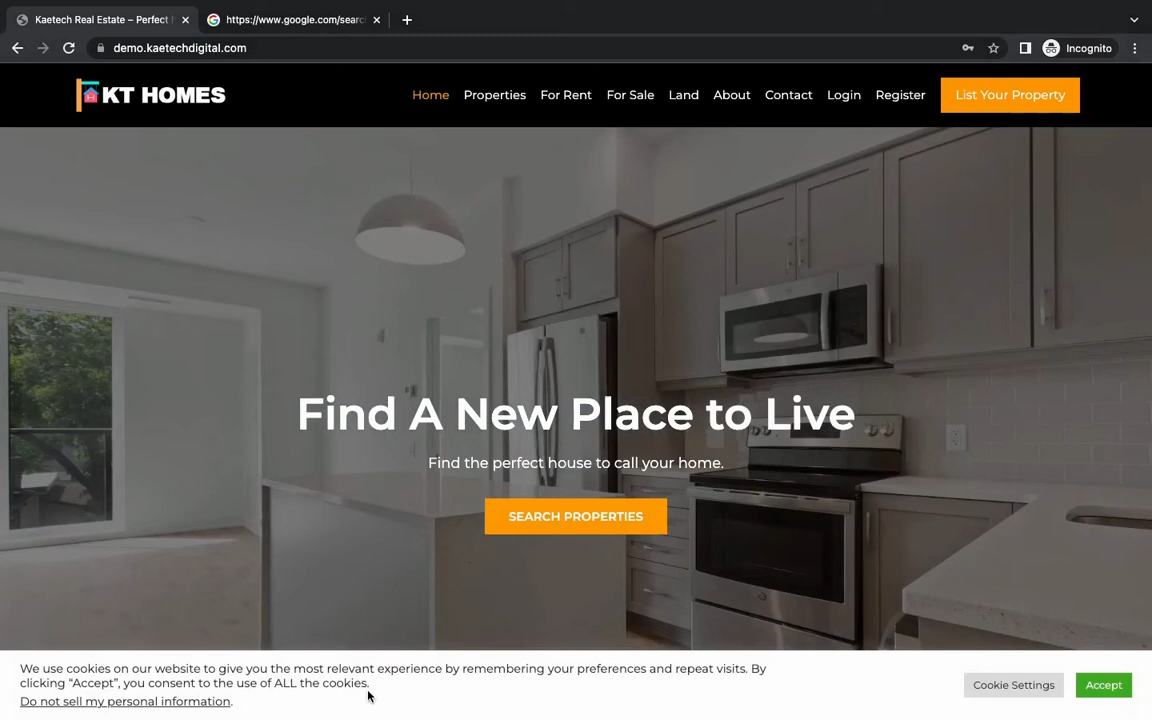 Kaetech Real Estate – Perfect
https://www.google.com/searc
demo.kaetechdigital.com
Incognito
KT HOMES
Home
Properties
For Rent
For Sale
Land
About
Contact
Login
Register
List Your Property
Find A New Place to Live
Find the perfect house to call your home.
SEARCH PROPERTIES
We use cookies on our website to give you the most relevant experience by remembering your preferences and repeat visits. By
clicking “Accept”, you consent to the use of ALL the cookies.
Do not sell my personal information.
Cookie Settings
Accept